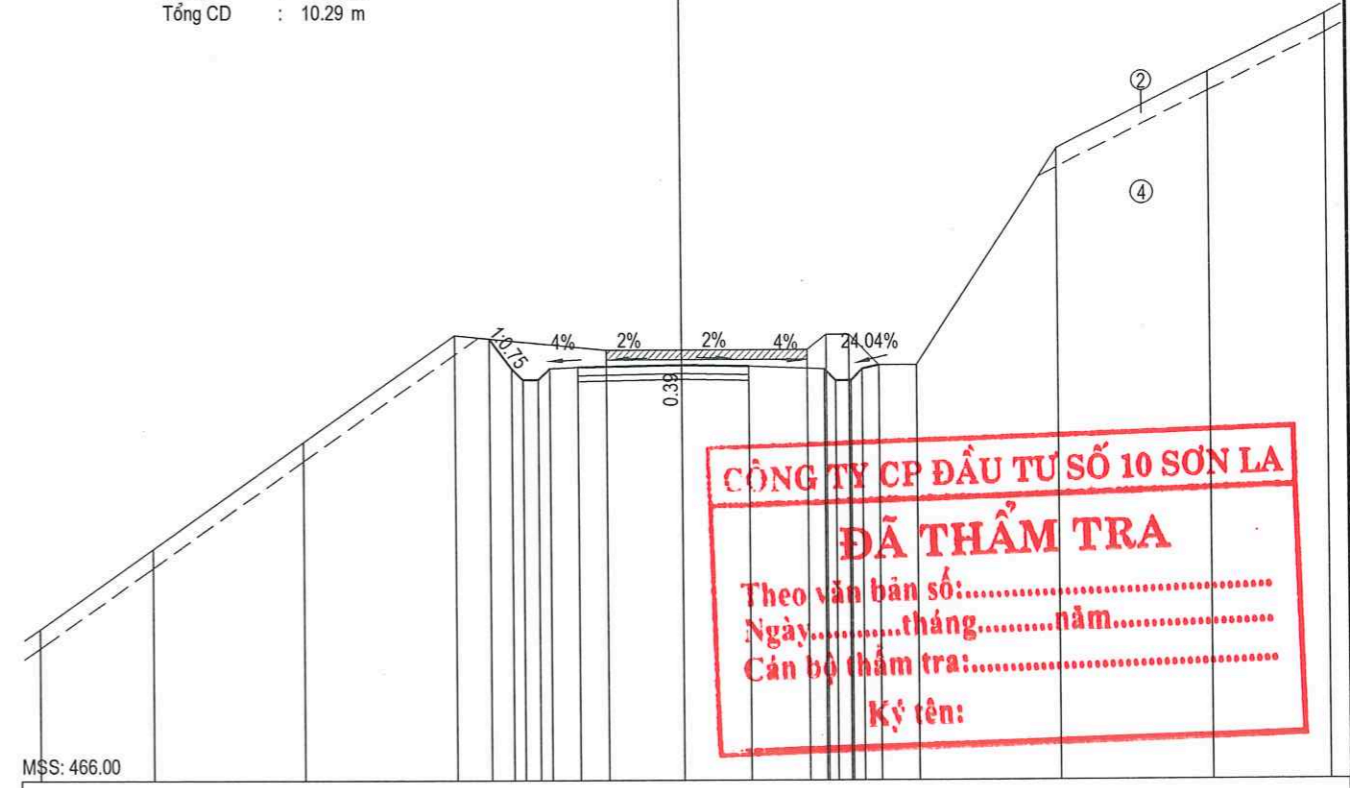 Tổng CD : 10.29 m
②
④
1:0.75
4%
2%
2%
4%
24.04%
0.39
CÔNG TY CP ĐẦU TƯ SỐ 10 SƠN LA
ĐÃ THẨM TRA
Theo văn bản số:..........................................
Ngày............tháng..........năm......................
Cán bộ thẩm tra:..........................................
Ký tên:
MSS: 466.00